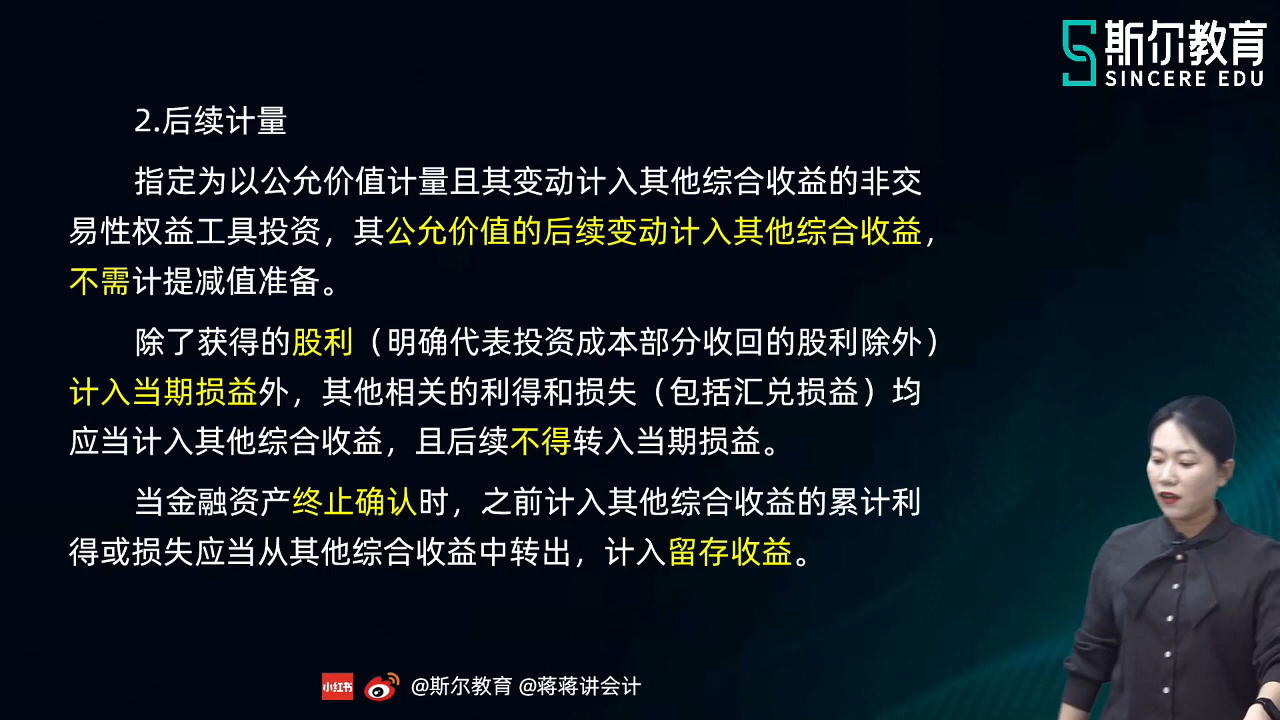 斯尔教育
SINCERE EDU
2.后续计量
指定为以公允价值计量且其变动计入其他综合收益的非交
易性权益工具投资，其公允价值的后续变动计入其他综合收益，
不需计提减值准备。
除了获得的股利（明确代表投资成本部分收回的股利除外）
计入当期损益外，其他相关的利得和损失（包括汇兑损益）均
应当计入其他综合收益，且后续不得转入当期损益。
当金融资产终止确认时，之前计入其他综合收益的累计利
得或损失应当从其他综合收益中转出，计入留存收益。
小红书 @斯尔教育 @蒋蒋讲会计